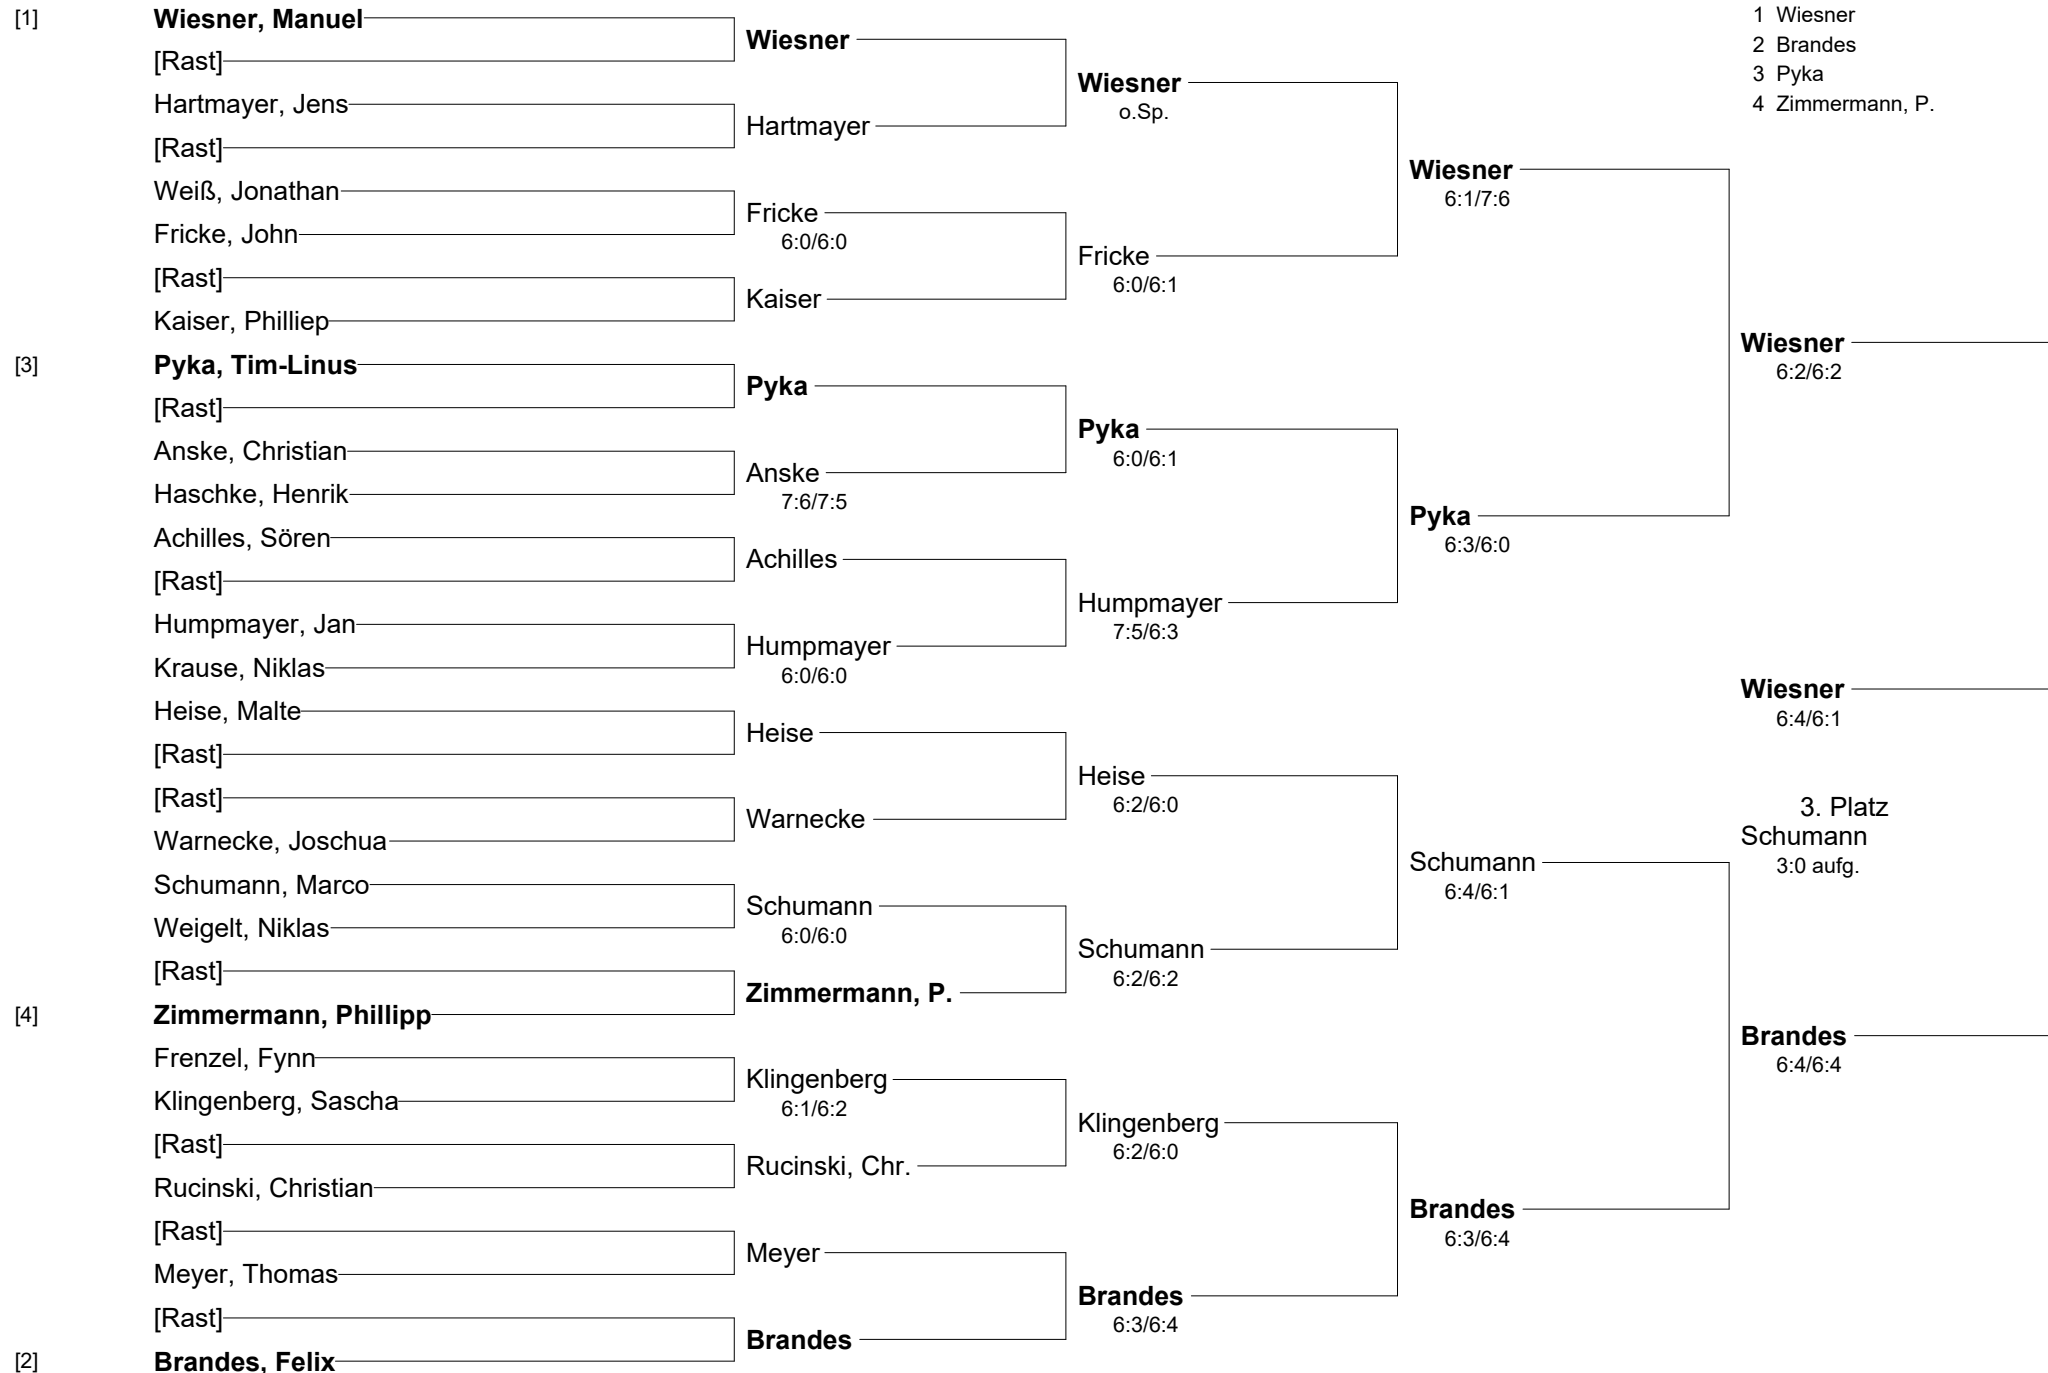 [1] Wiesner, Manuel
[Rast]
Hartmayer, Jens
[Rast]
Weiß, Jonathan
Fricke, John
[Rast]
Kaiser, Philliep
[3] Pyka, Tim-Linus
[Rast]
Anske, Christian
Haschke, Henrik
Achilles, Sören
[Rast]
Humpmayer, Jan
Krause, Niklas
Heise, Malte
[Rast]
[Rast]
Warnecke, Joschua
Schumann, Marco
Weigelt, Niklas
[Rast]
[4] Zimmermann, Phillipp
Frenzel, Fynn
Klingenberg, Sascha
[Rast]
Rucinski, Christian
[Rast]
Meyer, Thomas
[Rast]
[2] Brandes, Felix
Wiesner
Hartmayer
Fricke
6:0/6:0
Kaiser
Pyka
Anske
7:6/7:5
Achilles
Humpmayer
6:0/6:0
Heise
Warnecke
Schumann
6:0/6:0
Zimmermann, P.
Klingenberg
6:1/6:2
Rucinski, Chr.
Meyer
Brandes
Wiesner
o.Sp.
Fricke
6:0/6:1
Pyka
6:0/6:1
Humpmayer
7:5/6:3
Heise
6:2/6:0
Schumann
6:2/6:2
Klingenberg
6:2/6:0
Brandes
6:3/6:4
Wiesner
6:1/7:6
Pyka
6:3/6:0
Schumann
6:4/6:1
Brandes
6:3/6:4
1 Wiesner
2 Brandes
3 Pyka
4 Zimmermann, P.
Wiesner
6:2/6:2
Wiesner
6:4/6:1
3. Platz
Schumann
3:0 aufg.
Brandes
6:4/6:4